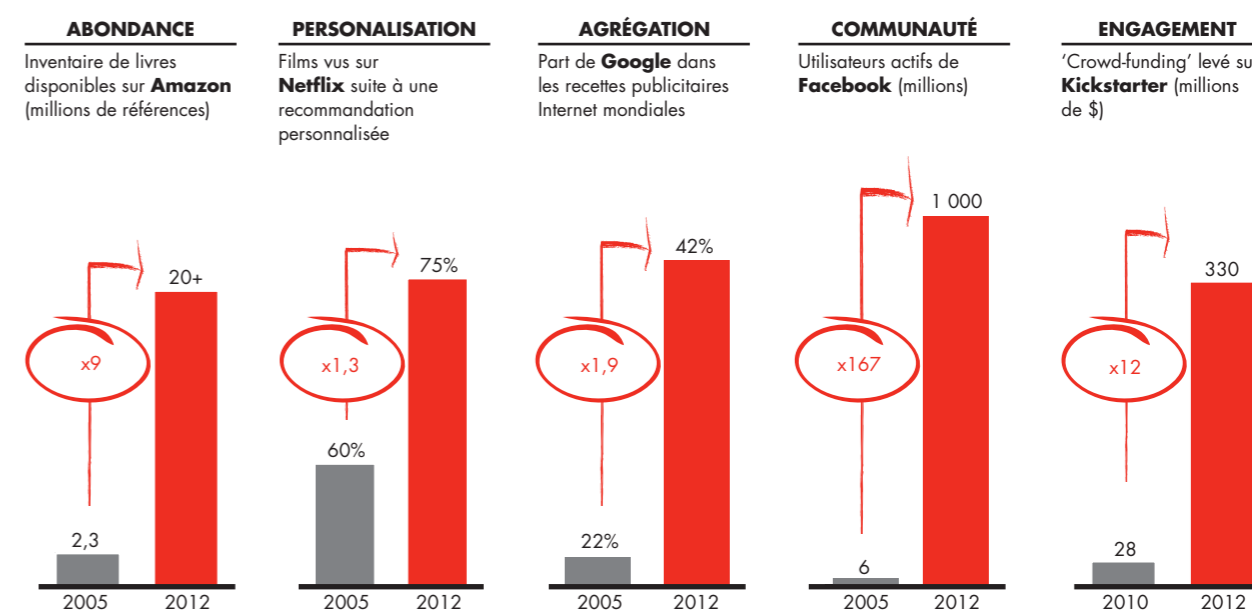 ABONDANCE
Inventaire de livres
disponibles sur Amazon
(millions de références)
20+
x9
2,3
2005 2012
PERSONALISATION
Films vus sur
Netflix suite à une
recommandation
personnalisée
75%
x1,3
60%
2005 2012
AGRÉGATION
Part de Google dans
les recettes publicitaires
Internet mondiales
42%
x1,9
22%
2005 2012
COMMUNAUTÉ
Utilisateurs actifs de
Facebook (millions)
1 000
x167
6
2005 2012
ENGAGEMENT
‘Crowd-funding’ levé su
Kickstarter (millions
de $)
330
x12
28
2010 2012